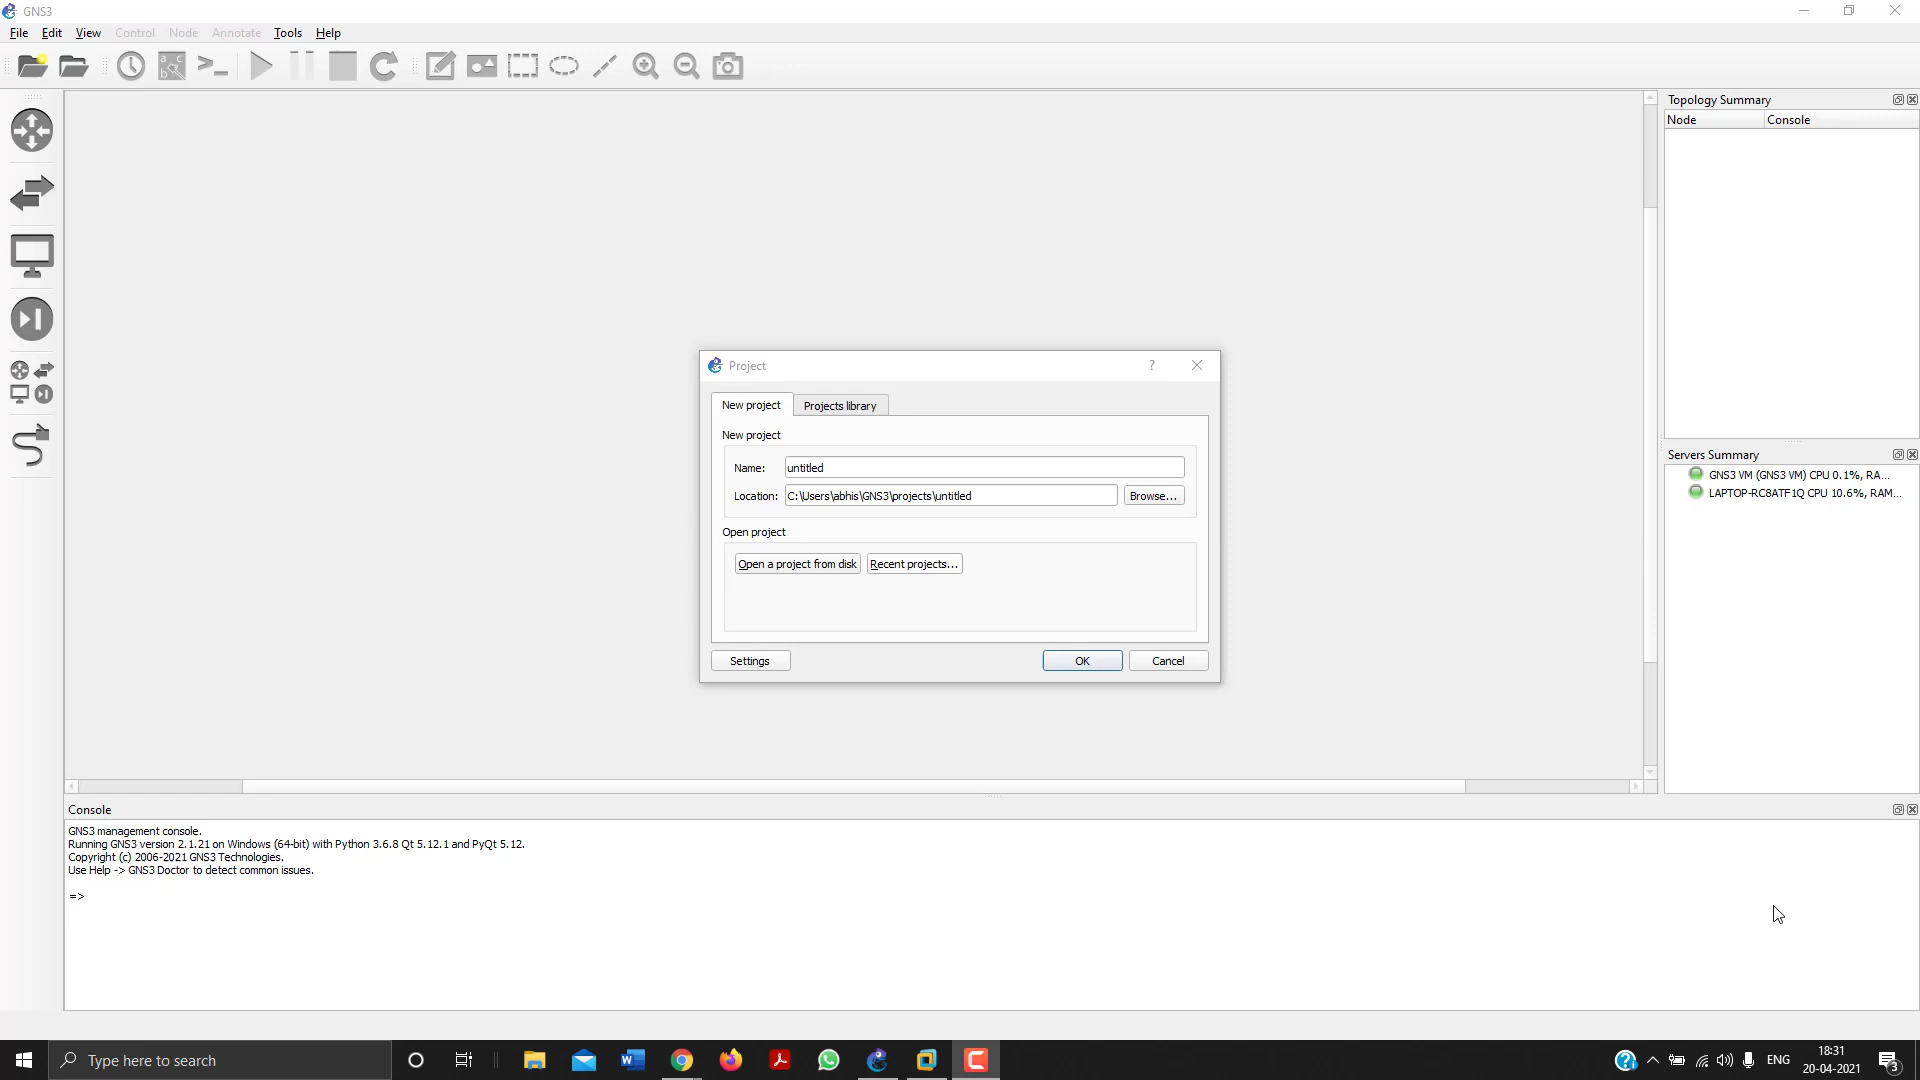 GNS3
File Edit View Control Node Annotate Tools Help
Topology Summary
Node Console
Project
New project Projects library
New project
Name: untitled
Location: C:\Users\abhis\GNS3\projects\untitled Browse...
Open project
Open a project from disk Recent projects...
Settings OK Cancel
Servers Summary
GNS3 VM (GNS3 VM) CPU 0.1%, RA...
LAPTOP-RC8ATF1Q CPU 10.6%, RAM...
Console
GNS3 management console.
Running GNS3 version 2.1.21 on Windows (64-bit) with Python 3.6.8 Qt 5.12.1 and PyQt 5.12.
Copyright (c) 2006-2021 GNS3 Technologies.
Use Help -> GNS3 Doctor to detect common issues.
=>
Type here to search
ENG
18:31
20-04-2021
3